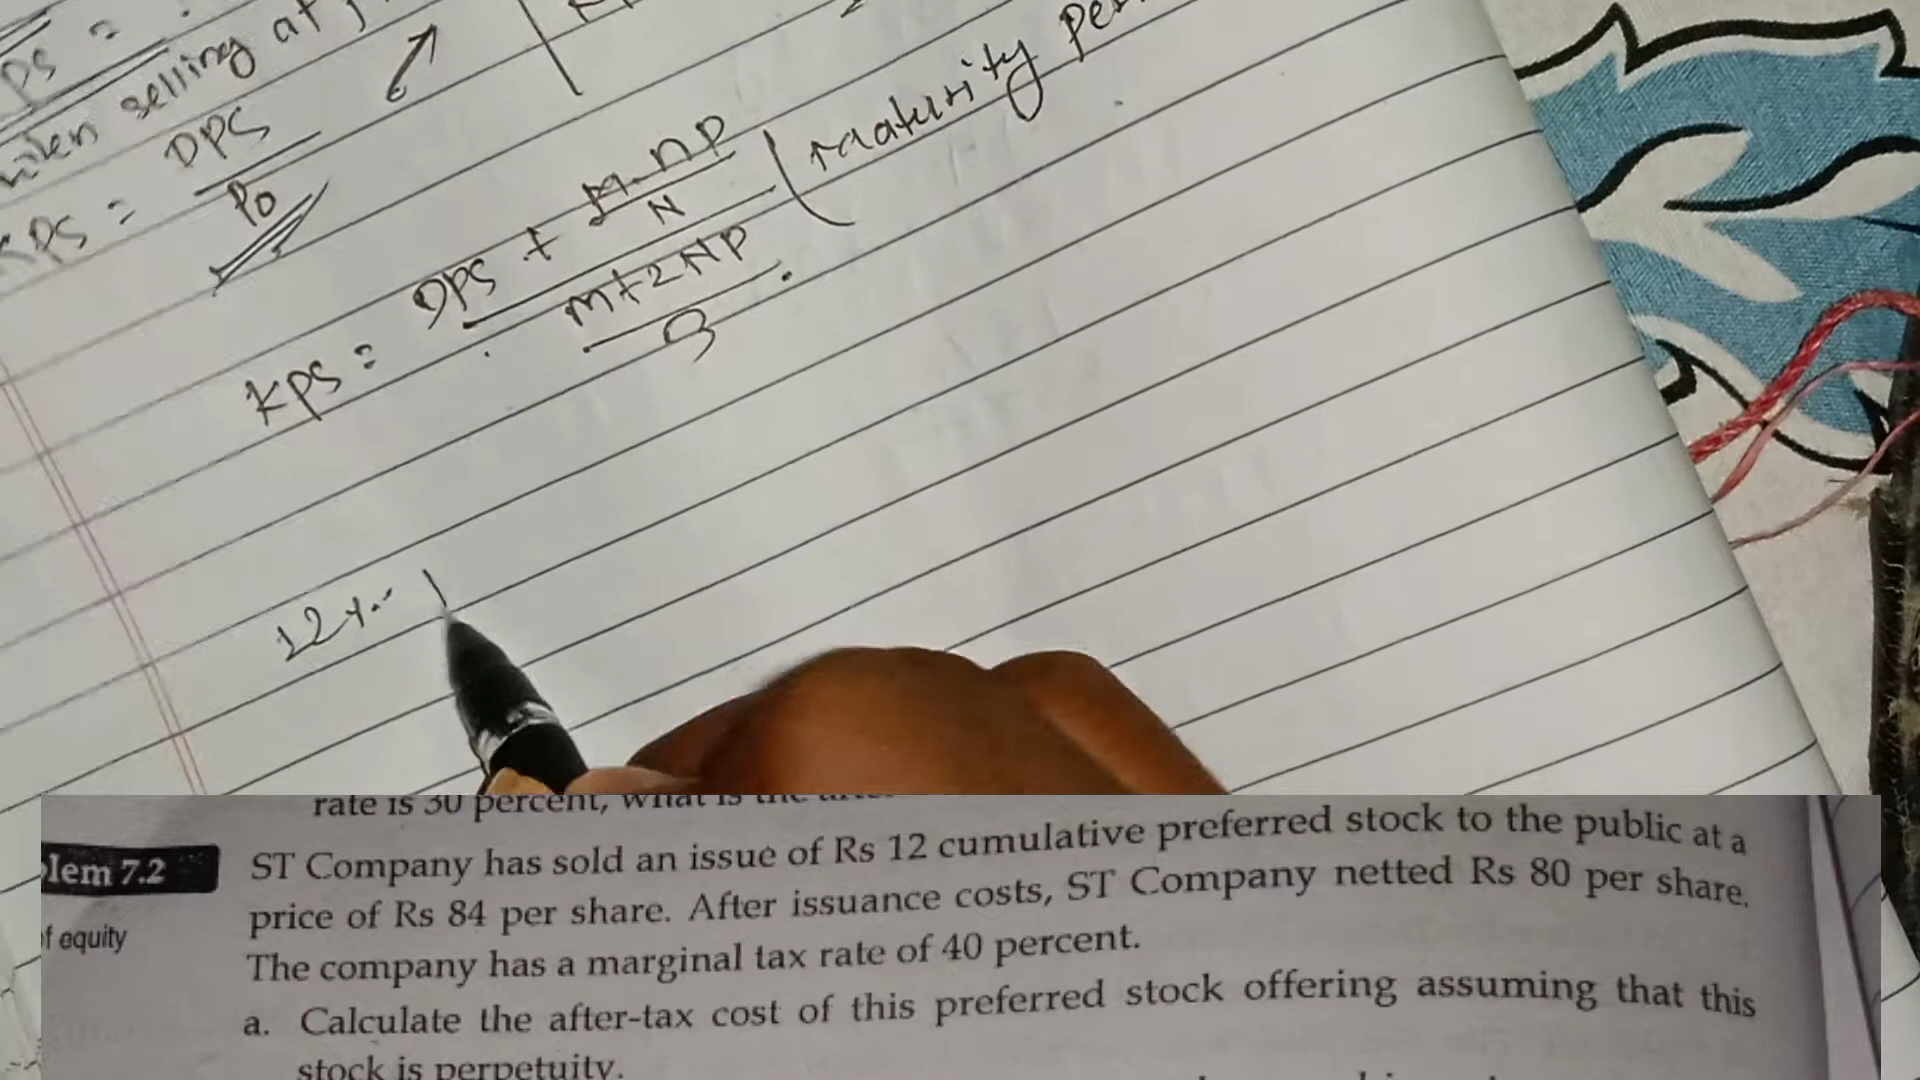 PS =
selling at
KPS = DPS
P0
KPS = DPS + M-NP
N
M+2NP
3
(maturity per
12%
rate is 30 percent, what is the
lem 7.2
ST Company has sold an issue of Rs 12 cumulative preferred stock to the public at a
price of Rs 84 per share. After issuance costs, ST Company netted Rs 80 per share.
f equity
The company has a marginal tax rate of 40 percent.
a. Calculate the after-tax cost of this preferred stock offering assuming that this
stock is perpetuity.